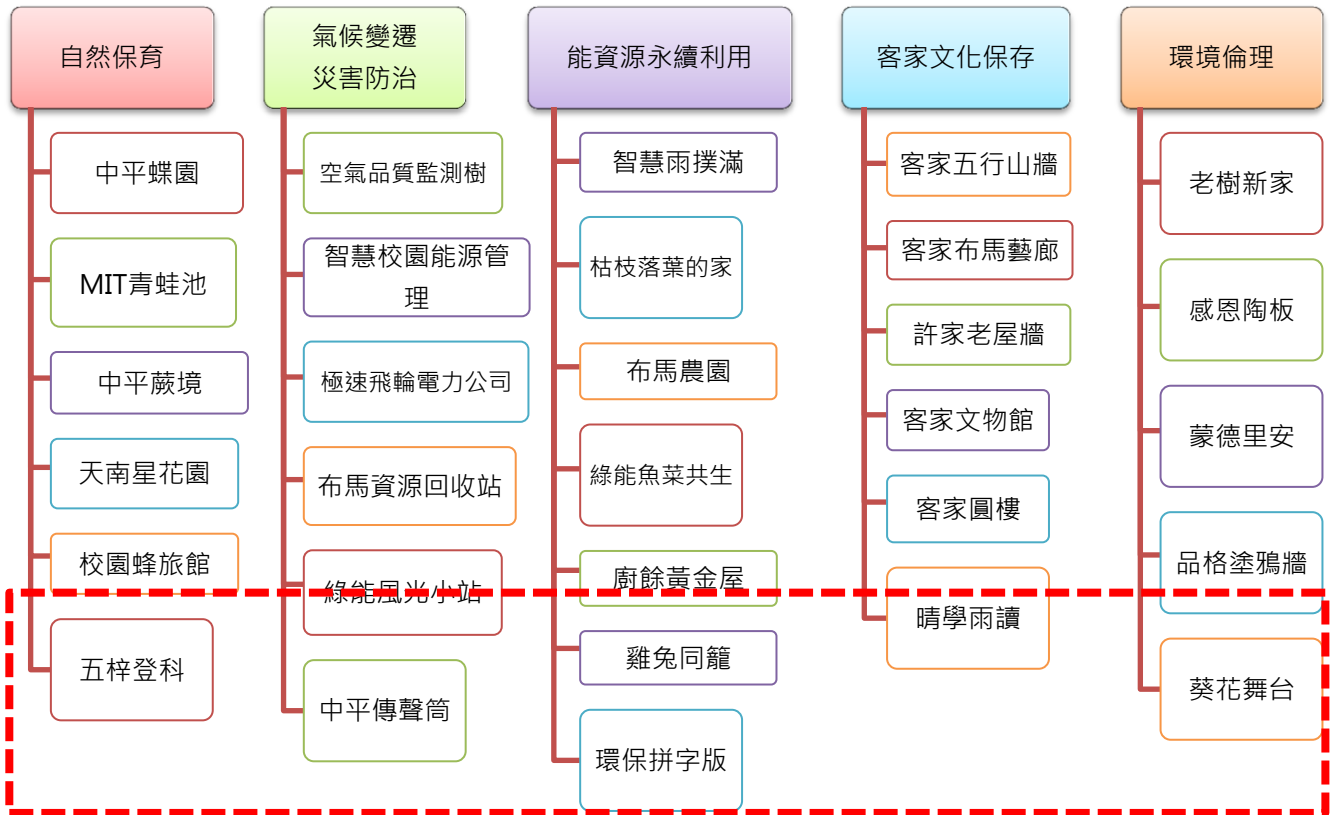 自然保育
中平蝶園
MIT青蛙池
中平蕨境
天南星花園
校園蜂旅館
五梓登科
氣候變遷
災害防治
空氣品質監測樹
智慧校園能源管
理
極速飛輪電力公司
布馬資源回收站
綠能風光小站
中平傳聲筒
能資源永續利用
智慧雨撲滿
枯枝落葉的家
布馬農園
綠能魚菜共生
廚餘黃金屋
雞兔同籠
環保拼字版
客家文化保存
客家五行山牆
客家布馬藝廊
許家老屋牆
客家文物館
客家圓樓
晴學雨讀
環境倫理
老樹新家
感恩陶板
蒙德里安
品格塗鴉牆
葵花舞台